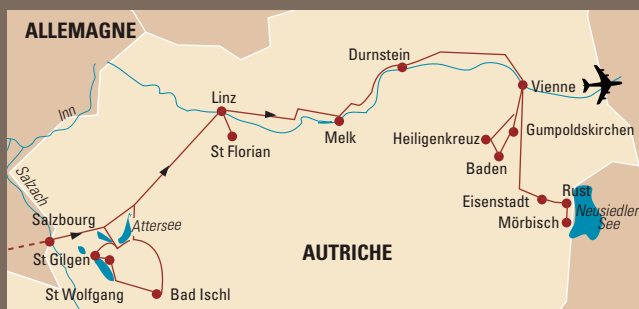 ALLEMAGNE
Durnstein
Linz
Vienne
Inn
Melk
Heiligenkreuz
Gumpoldskirchen
St Florian
Baden
Salzach
Salzbourg
Attersee
Eisenstadt
Rust
Neusiedler
See
Mörbisch
St Gilgen
AUTRICHE
St Wolfgang
Bad Ischl